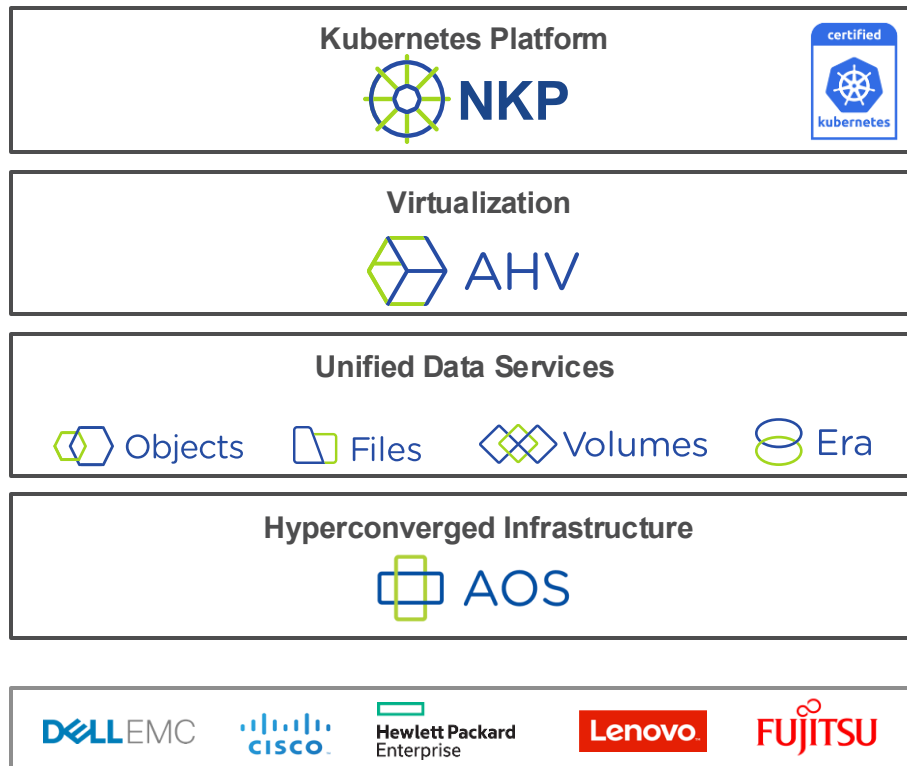 Kubernetes Platform
NKP
certified
kubernetes
Virtualization
AHV
Unified Data Services
Objects
Files
Volumes
Era
Hyperconverged Infrastructure
AOS
DELLEMC
CISCO
Hewlett Packard
Enterprise
Lenovo
FUJITSU